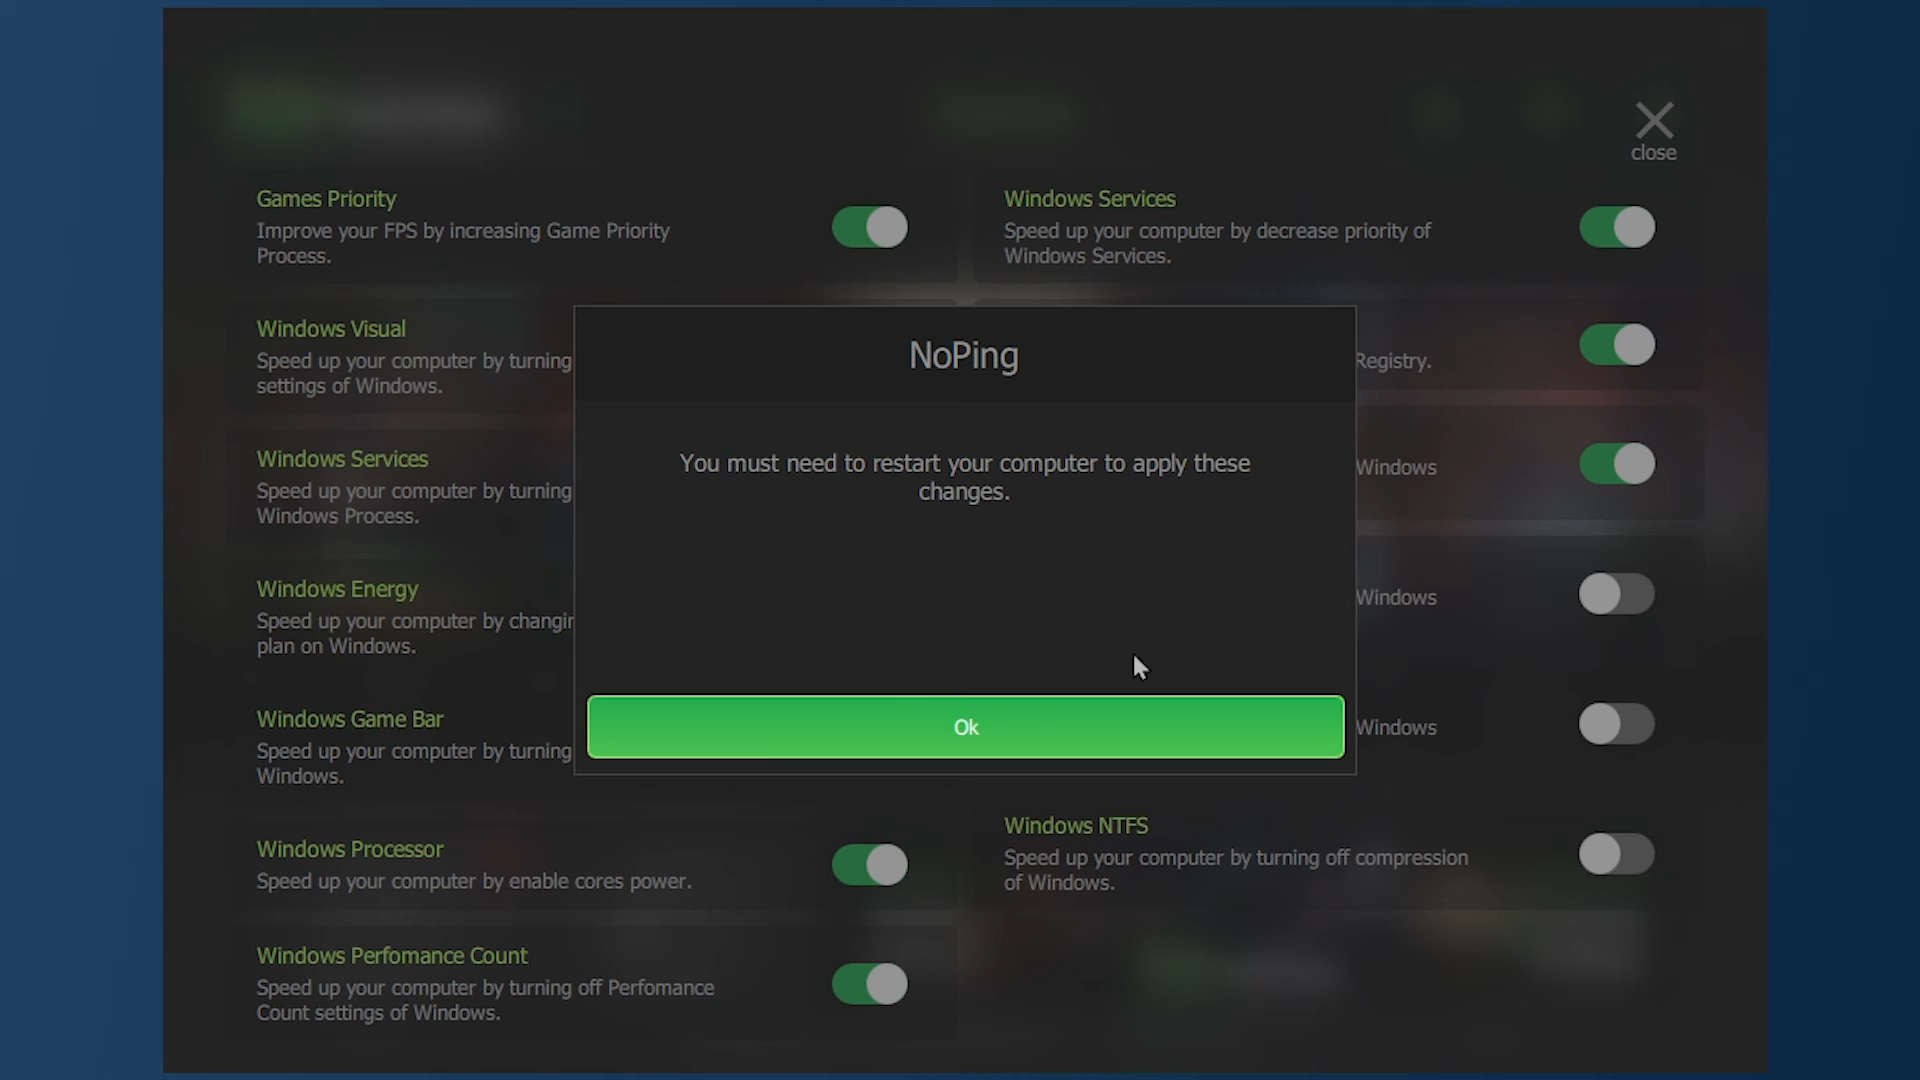 close
Games Priority
Improve your FPS by increasing Game Priority
Process.
Windows Services
Speed up your computer by decrease priority of
Windows Services.
Windows Visual
Speed up your computer by turning
settings of Windows.
Registry.
Windows Services
Speed up your computer by turning
Windows Process.
Windows
Windows Energy
Speed up your computer by
plan on Windows.
Windows
Windows Game Bar
Speed up your computer by turning
Windows.
Windows
NoPing
You must need to restart your computer to apply these
changes.
Ok
Windows Processor
Speed up your computer by enable cores power.
Windows NTFS
Speed up your computer by turning off compression
of Windows.
Windows Perfomance Count
Speed up your computer by turning off Perfomance
Count settings of Windows.